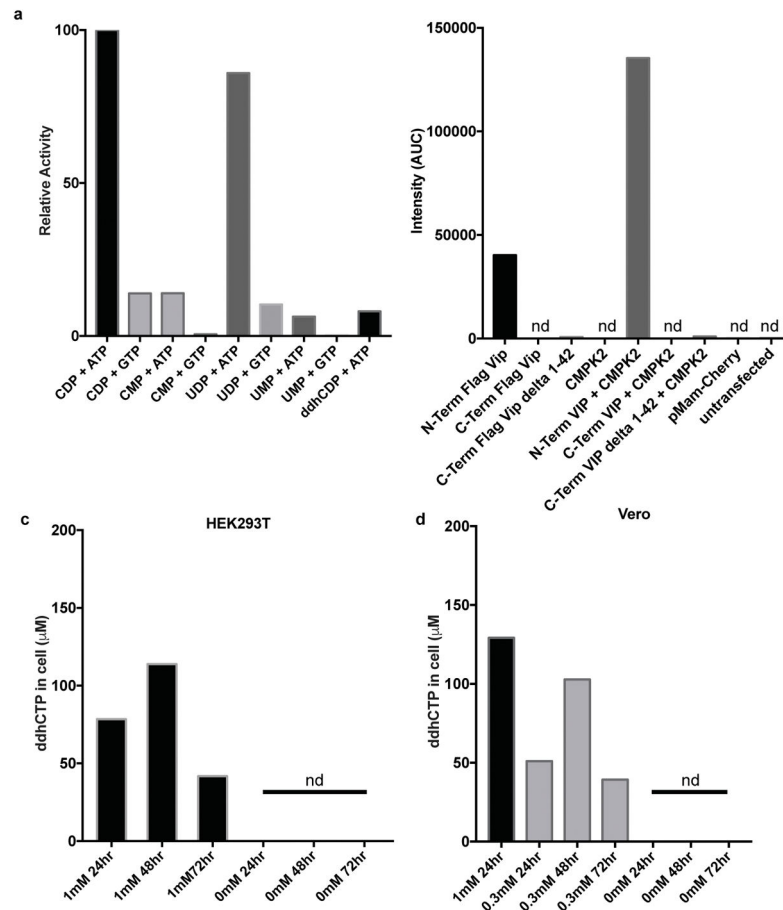 a
Relative Activity
100
50
0
CDP + ATP
CDP + GTP
CMP + ATP
CMP + GTP
UDP + ATP
UDP + GTP
UMP + ATP
UMP + GTP
ddhCDP + ATP
Intensity (AUC)
150000
100000
50000
0
nd
nd
nd
nd
nd
N-Term Flag Vip
C-Term Flag Vip
C-Term Flag Vip delta 1-42
CMPK2
N-Term VIP + CMPK2
C-Term VIP + CMPK2
C-Term VIP delta 1-42 + CMPK2
pMam-Cherry
untransfected
c
HEK293T
ddhCTP in cell (μM)
200
150
100
50
0
nd
1mM 24hr
1mM 48hr
1mM72hr
0mM 24hr
0mM 48hr
0mM 72hr
d
Vero
ddhCTP in cell (μM
200
150
100
50
0
nd
1mM 24hr
0.3mM 24hr
0.3mM 48hr
0.3mM 72hr
0mM 24hr
0mM 48hr
0mM 72hr